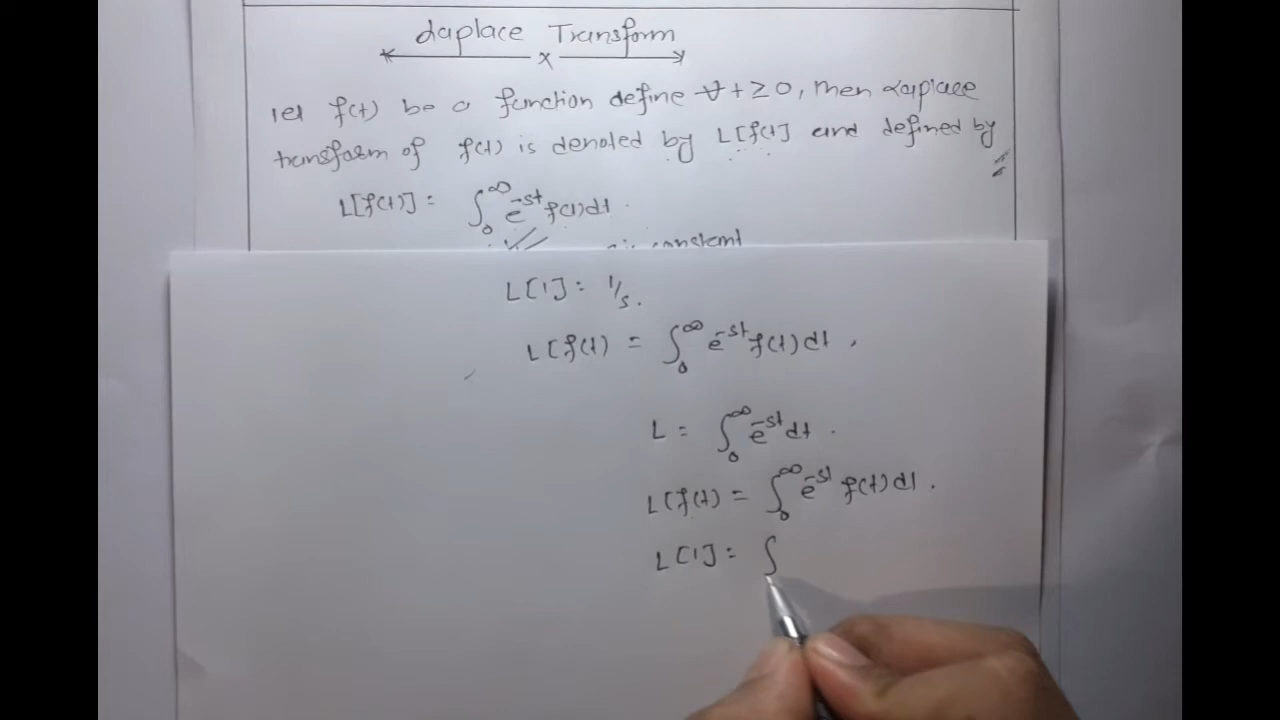 Laplace Transform
let f(t) be a function define ∀ t ≥ 0, then Laplace
transform of f(t) is denoted by L[f(t)] and defined by
L[f(t)] = ∫₀^∞ e^-st f(t) dt.
constant
L[1] = 1/s.
L[f(t) = ∫₀^∞ e^-st f(t) dt,
L = ∫₀^∞ e^-st dt.
L[f(t) = ∫₀^∞ e^-st f(t) dt.
L[1] = ∫